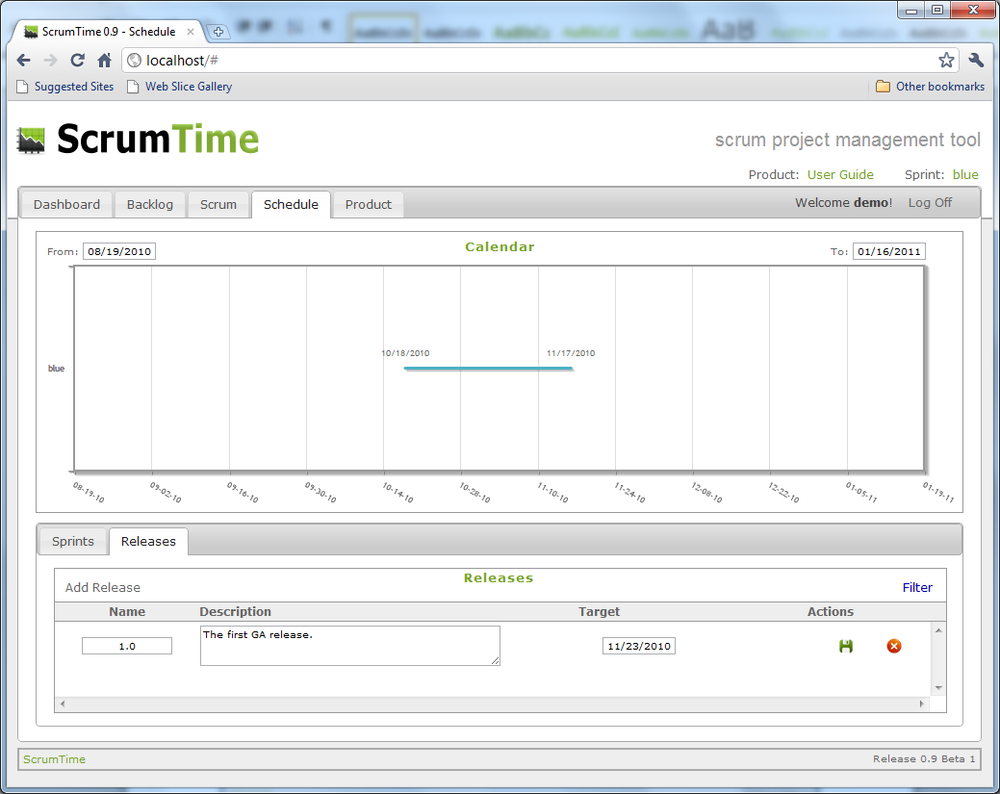 ScrumTime 0.9 - Schedule
localhost/#
Suggested Sites Web Slice Gallery Other bookmarks
ScrumTime
scrum project management tool
Product: User Guide Sprint: blue
Dashboard Backlog Scrum Schedule Product Welcome demo! Log Off
Calendar
From: 08/19/2010 To: 01/16/2011
10/18/2010 11/17/2010
blue
08-19-10 09-02-10 09-16-10 09-30-10 10-14-10 10-28-10 11-10-10 11-24-10 12-08-10 12-22-10 01-05-11 01-19-11
Sprints Releases
Releases
Add Release Filter
Name Description Target Actions
1.0 The first GA release. 11/23/2010
ScrumTime Release 0.9 Beta 1